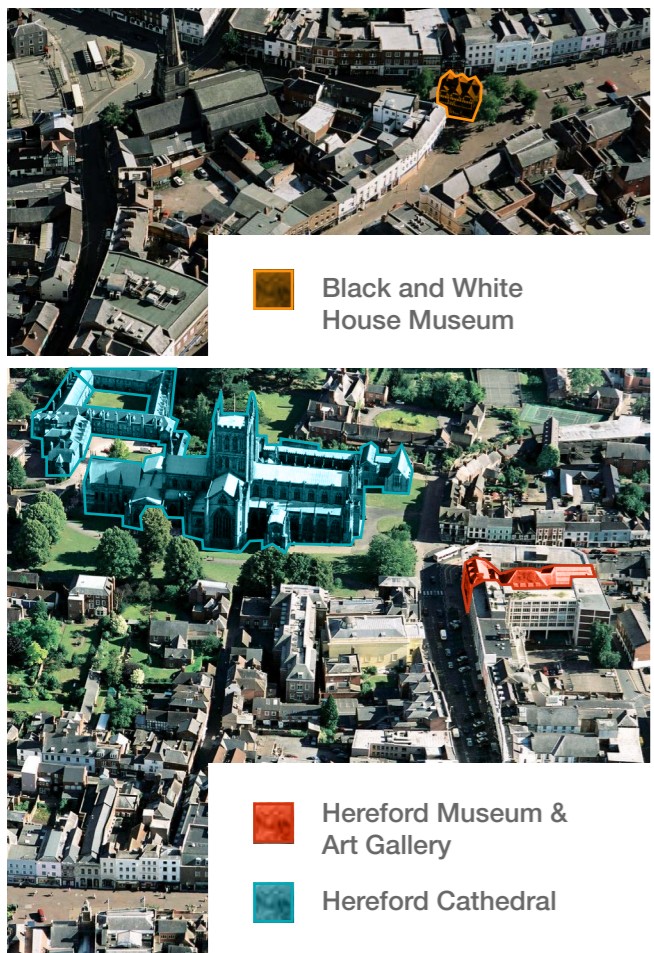 Black and White
House Museum
Hereford Museum &
Art Gallery
Hereford Cathedral